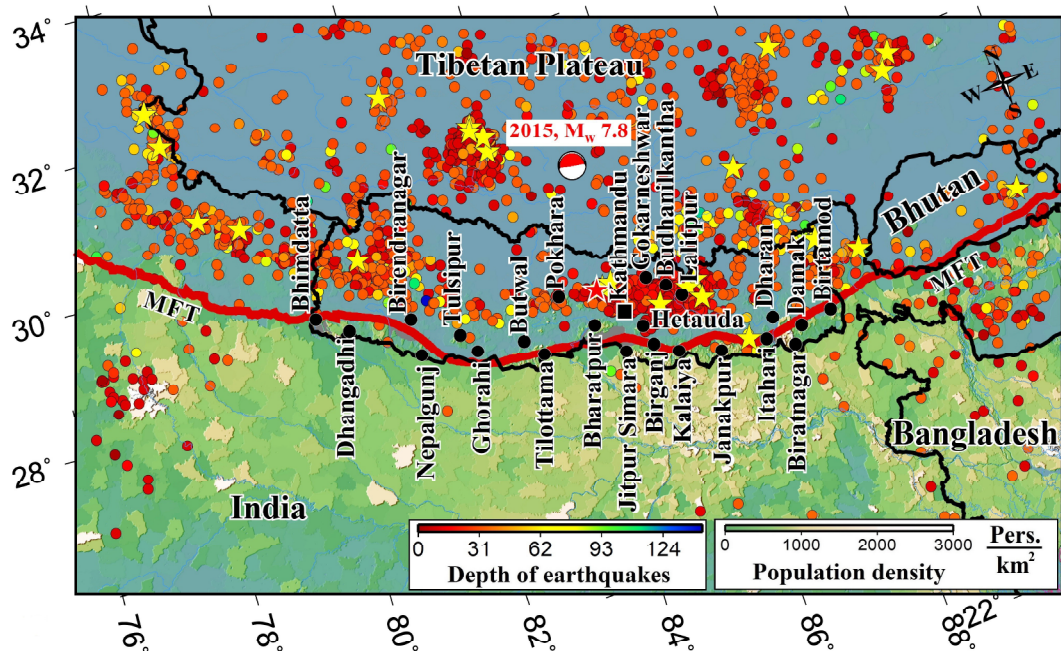 34°
32°
30°
28°
Tibetan Plateau
2015, Mw 7.8
N
E
W
S
Bhutan
MFT
MFT
Bhimdatta
Birendranagar
Tulsipur
Butwal
Pokhara
Katmandu
Gokarneshwar
Budhanilkantha
Lalitpur
Dharan
Damak
Birtamod
Hetauda
Dhangadhi
Nepalgunj
Ghorahi
Tilottama
Bharatpur
Jitpur Simara
Birganj
Kalaiya
Janakpur
Itahari
Biratnagar
India
Bangladesh
0 31 62 93 124
Depth of earthquakes
0 1000 2000 3000
Population density
Pers.
km²
76° 78° 80° 82° 84° 86° 88° 22°